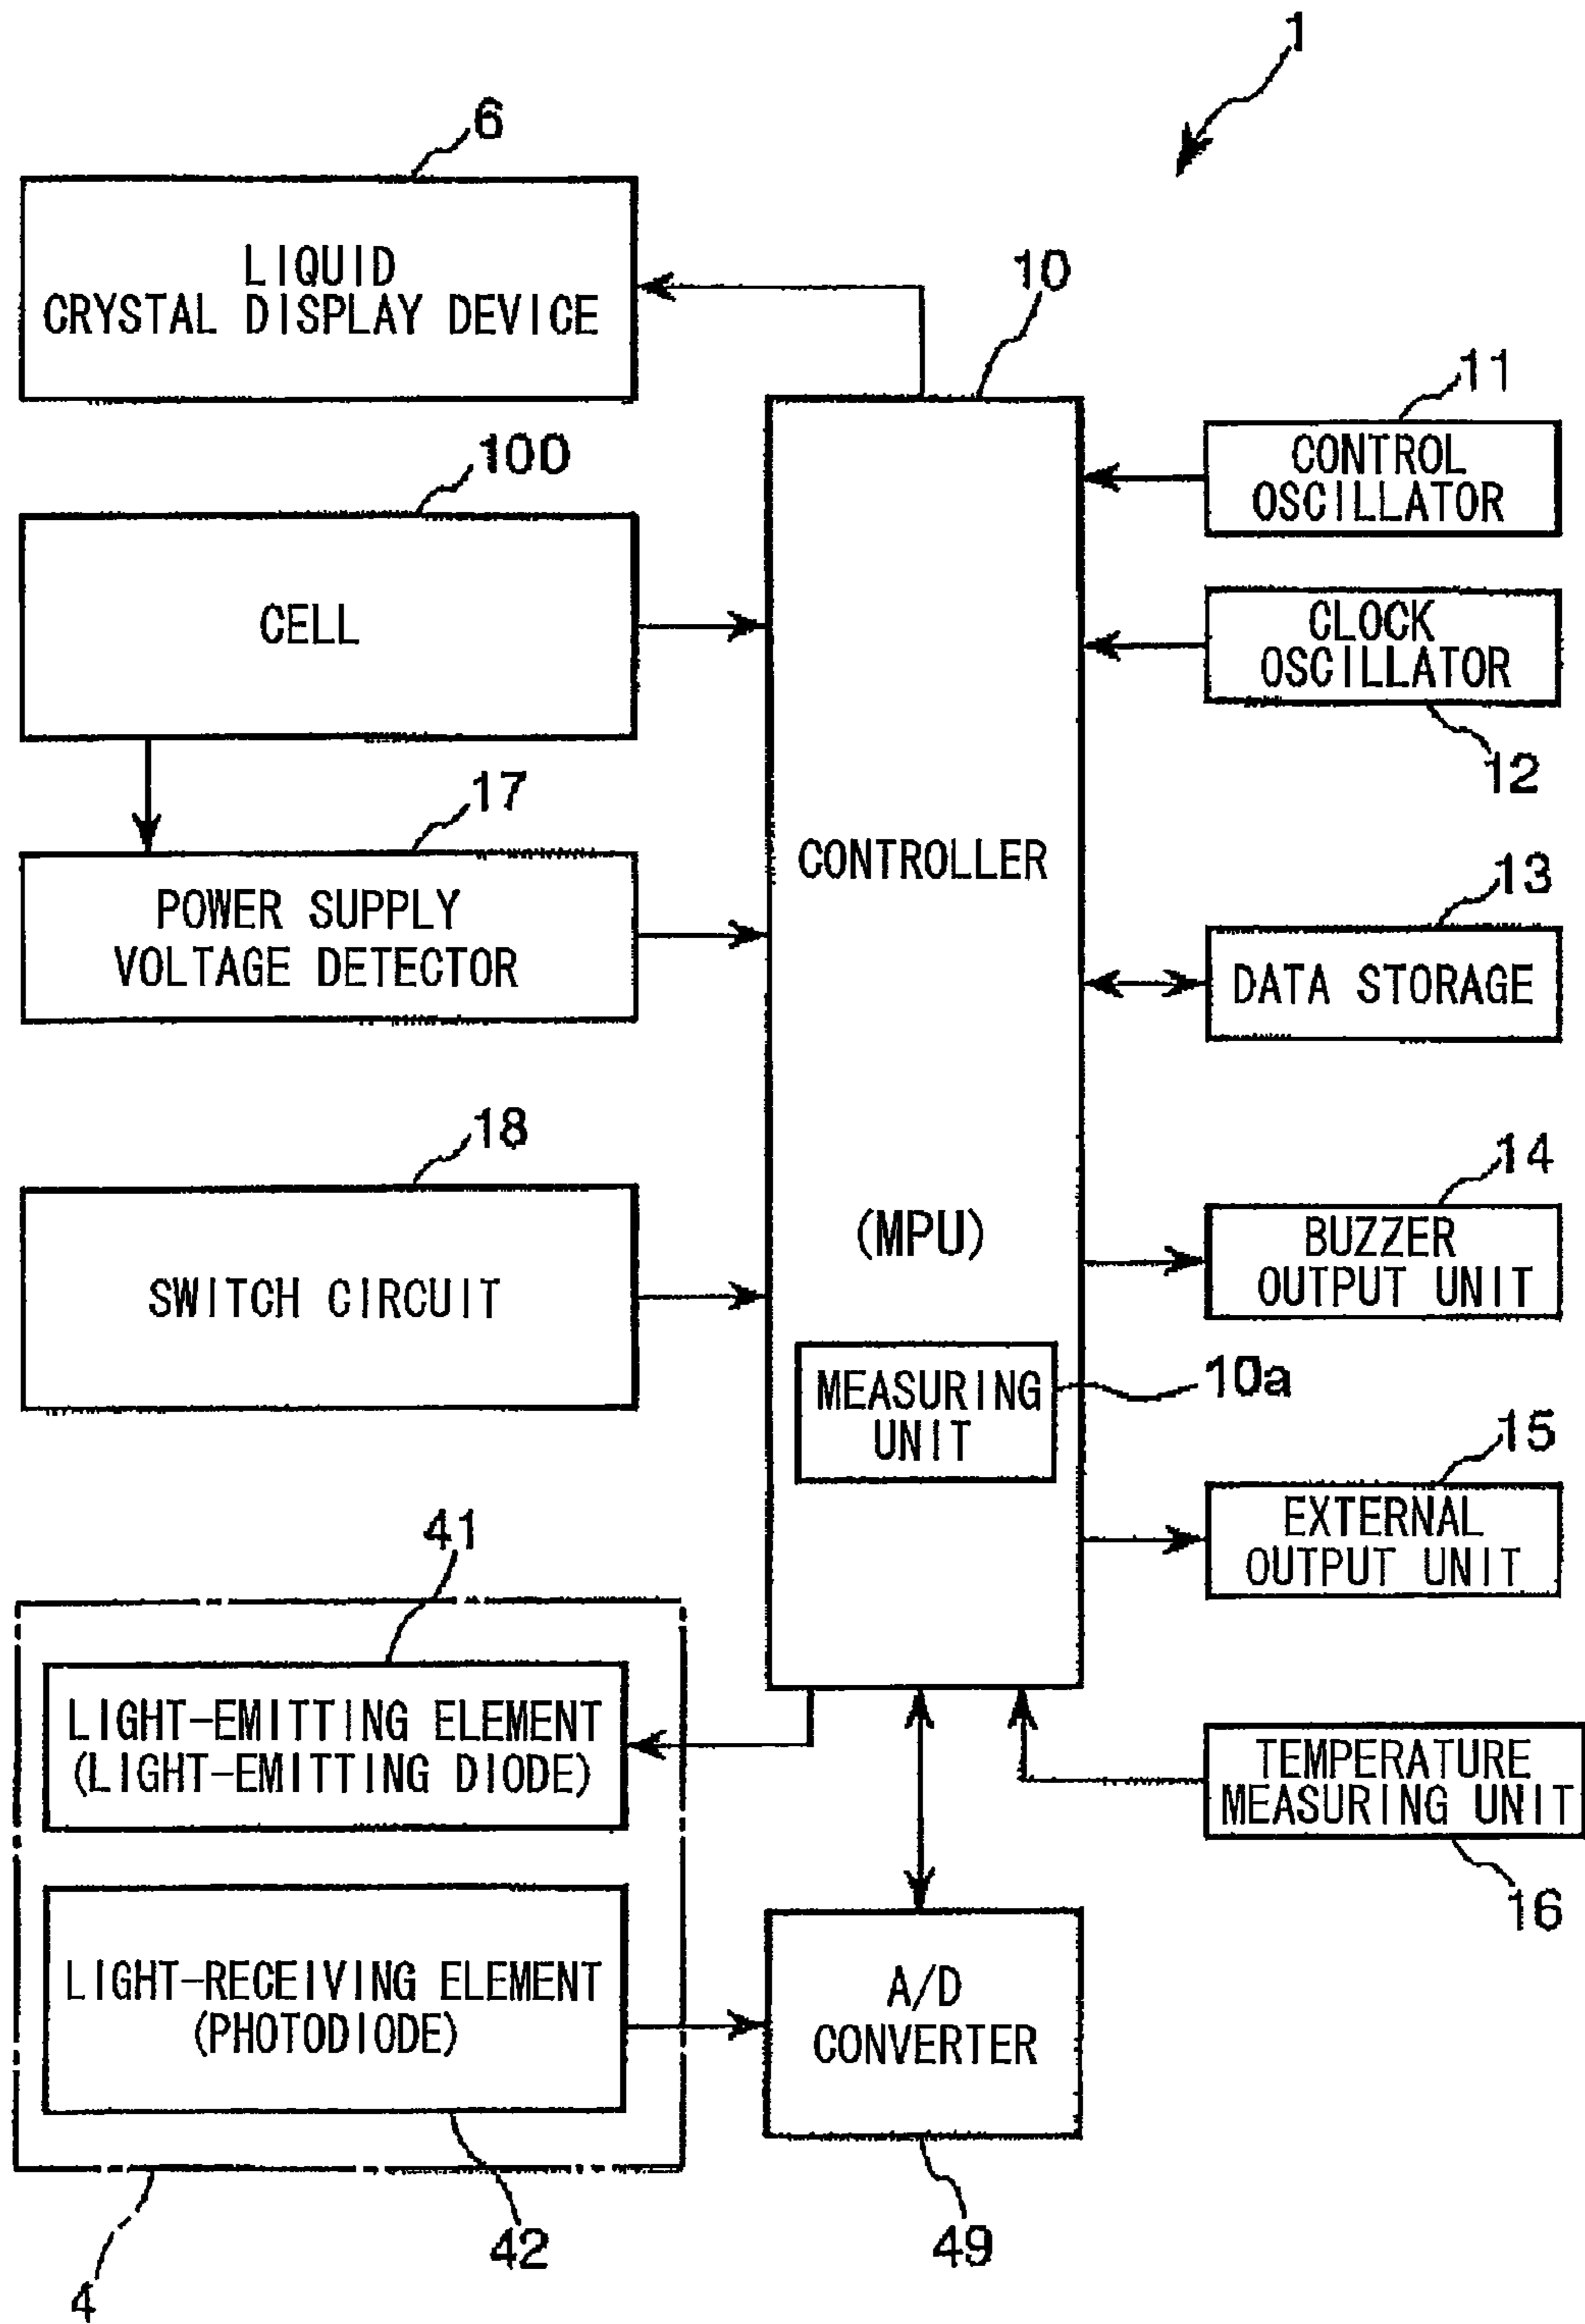 1
6
LIQUID
CRYSTAL DISPLAY DEVICE
10
11
CONTROL
OSCILLATOR
100
CELL
CLOCK
OSCILLATOR
12
17
POWER SUPPLY
VOLTAGE DETECTOR
CONTROLLER
13
DATA STORAGE
18
SWITCH CIRCUIT
(MPU)
14
BUZZER
OUTPUT UNIT
MEASURING
UNIT
10a
15
EXTERNAL
OUTPUT UNIT
41
LIGHT-EMITTING ELEMENT
(LIGHT-EMITTING DIODE)
TEMPERATURE
MEASURING UNIT
16
LIGHT-RECEIVING ELEMENT
(PHOTODIODE)
A/D
CONVERTER
42
49
4